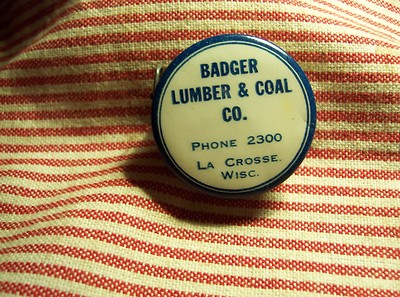 BADGER
LUMBER & COAL
CO.
PHONE 2300
LA CROSSE.
WISC.